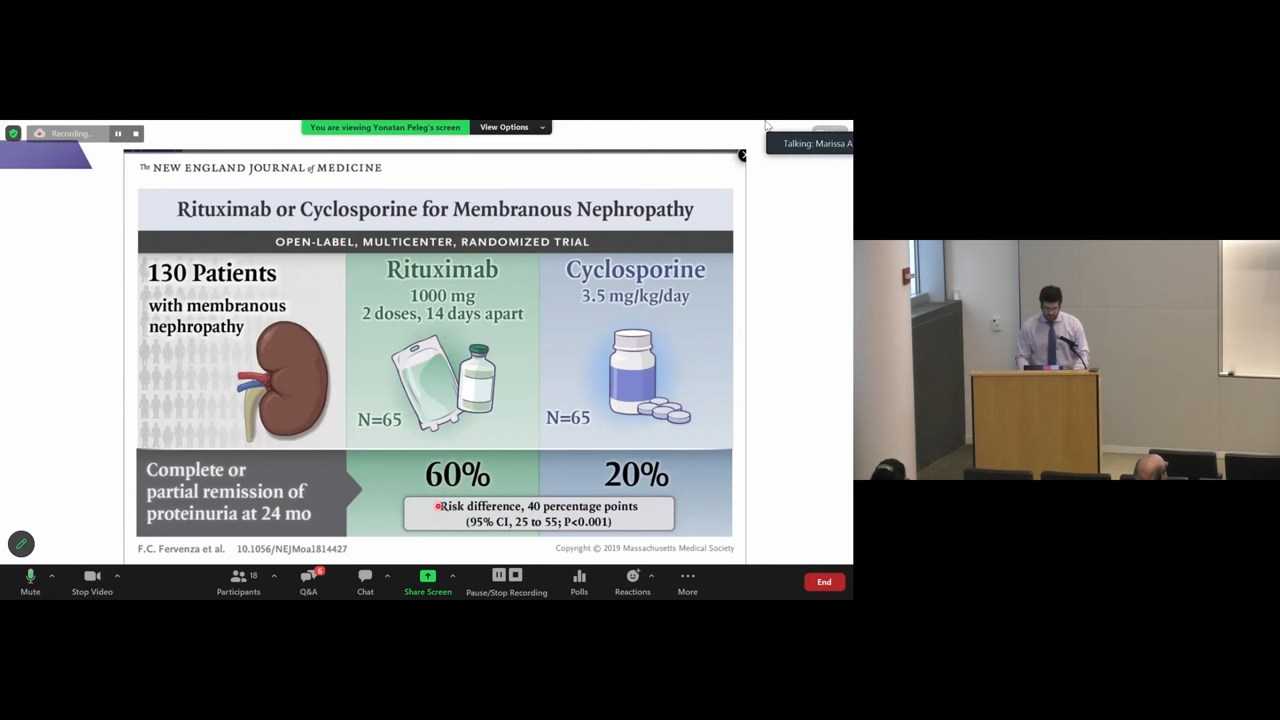 Recording...
You are viewing Yonatan Peleg's screen
View Options
Talking: Marissa A
The NEW ENGLAND JOURNAL of MEDICINE
Rituximab or Cyclosporine for Membranous Nephropathy
OPEN-LABEL, MULTICENTER, RANDOMIZED TRIAL
130 Patients
with membranous
nephropathy
Rituximab
1000 mg
2 doses, 14 days apart
N=65
Cyclosporine
3.5 mg/kg/day
N=65
Complete or
partial remission of
proteinuria at 24 mo
60%
20%
Risk difference, 40 percentage points
(95% CI, 25 to 55; P<0.001)
F.C. Fervenza et al. 10.1056/NEJMoa1814427
Copyright © 2019 Massachusetts Medical Society
Mute
Stop Video
18
Participants
6
Q&A
Chat
Share Screen
Pause/Stop Recording
Polls
Reactions
More
End